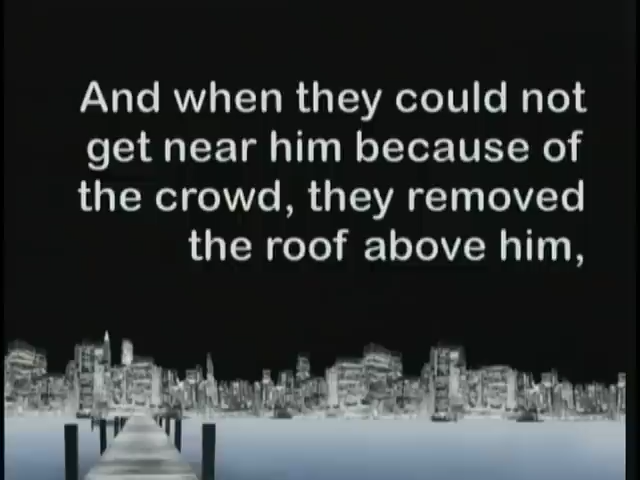 And when they could not
get near him because of
the crowd, they removed
the roof above him,